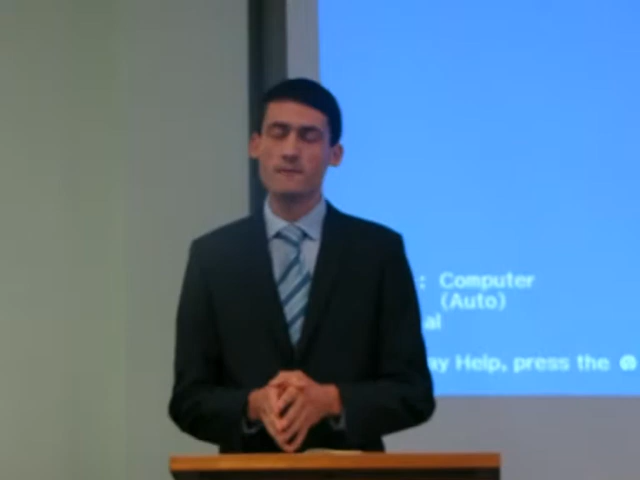 : Computer
(Auto)
al
ay Help, press the